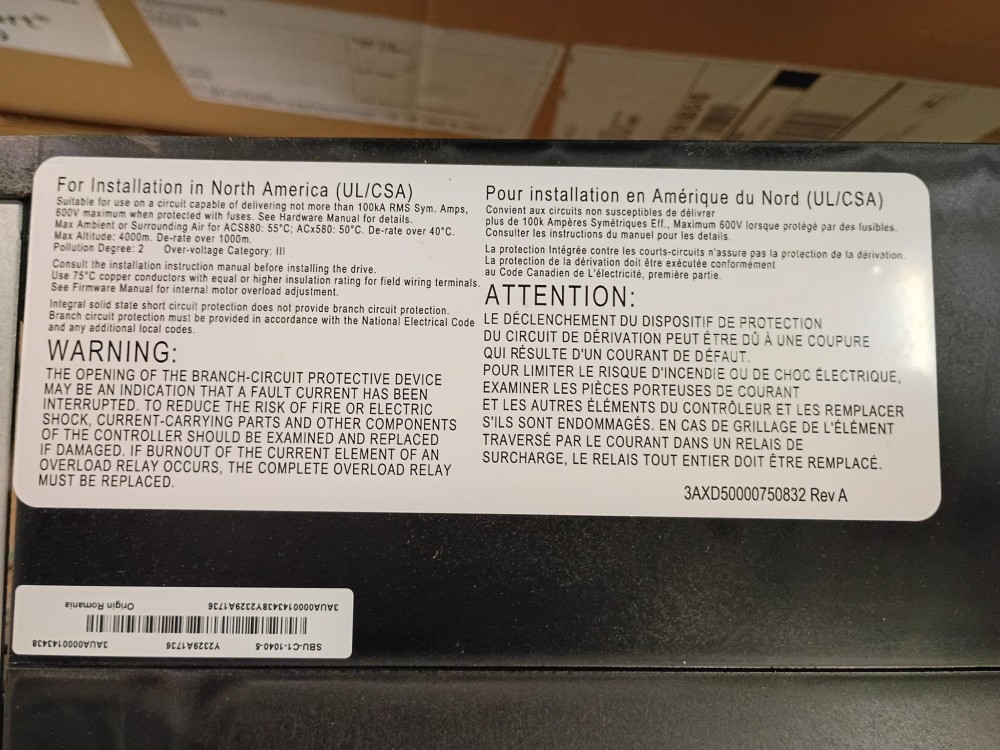 For Installation in North America (UL/CSA)
Suitable for use on a circuit capable of delivering not more than 100kA RMS Sym. Amps,
600V maximum when protected with fuses. See Hardware Manual for details.
Max Ambient or Surrounding Air for ACS880: 55°C; ACx580: 50°C. De-rate over 40°C.
Max Altitude: 4000m. De-rate over 1000m.
Pollution Degree: 2 Over-voltage Category: III
Consult the installation instruction manual before installing the drive.
Use 75°C copper conductors with equal or higher insulation rating for field wiring terminals.
See Firmware Manual for internal motor overload adjustment.
Integral solid state short circuit protection does not provide branch circuit protection.
Branch circuit protection must be provided in accordance with the National Electrical Code
and any additional local codes.
WARNING:
THE OPENING OF THE BRANCH-CIRCUIT PROTECTIVE DEVICE
MAY BE AN INDICATION THAT A FAULT CURRENT HAS BEEN
INTERRUPTED. TO REDUCE THE RISK OF FIRE OR ELECTRIC
SHOCK, CURRENT-CARRYING PARTS AND OTHER COMPONENTS
OF THE CONTROLLER SHOULD BE EXAMINED AND REPLACED
IF DAMAGED. IF BURNOUT OF THE CURRENT ELEMENT OF AN
OVERLOAD RELAY OCCURS, THE COMPLETE OVERLOAD RELAY
MUST BE REPLACED.
Pour installation en Amérique du Nord (UL/CSA)
Convient aux circuits non susceptibles de délivrer
plus de 100k Ampères Symétriques Eff., Maximum 600V lorsque protégé par des fusibles.
Consulter les instructions du manuel pour les details.
La protection Intégrée contre les courts-circuits n'assure pas la protection de la dérivation.
La protection de la dérivation doit être exécutée conformément
au Code Canadien de L'électricité, première partie.
ATTENTION:
LE DÉCLENCHEMENT DU DISPOSITIF DE PROTECTION
DU CIRCUIT DE DÉRIVATION PEUT ÉTRE DÛ À UNE COUPURE
QUI RÉSULTE D'UN COURANT DE DÉFAUT.
POUR LIMITER LE RISQUE D'INCENDIE OU DE CHOC ÉLECTRIQUE,
EXAMINER LES PIÈCES PORTEUSES DE COURANT
ET LES AUTRES ÉLÉMENTS DU CONTRÔLEUR ET LES REMPLACER
S'ILS SONT ENDOMMAGÉS. EN CAS DE GRILLAGE DE L'ÉLÉMENT
TRAVERSÉ PAR LE COURANT DANS UN RELAIS DE
SURCHARGE, LE RELAIS TOUT ENTIER DOIT ÊTRE REMPLACÉ.
3AXD50000750832 Rev A
SBU-C1-1040-5 Y2329A1736 3AUA0000143438
3AUA0000143438Y2329A1736 Origin Romania